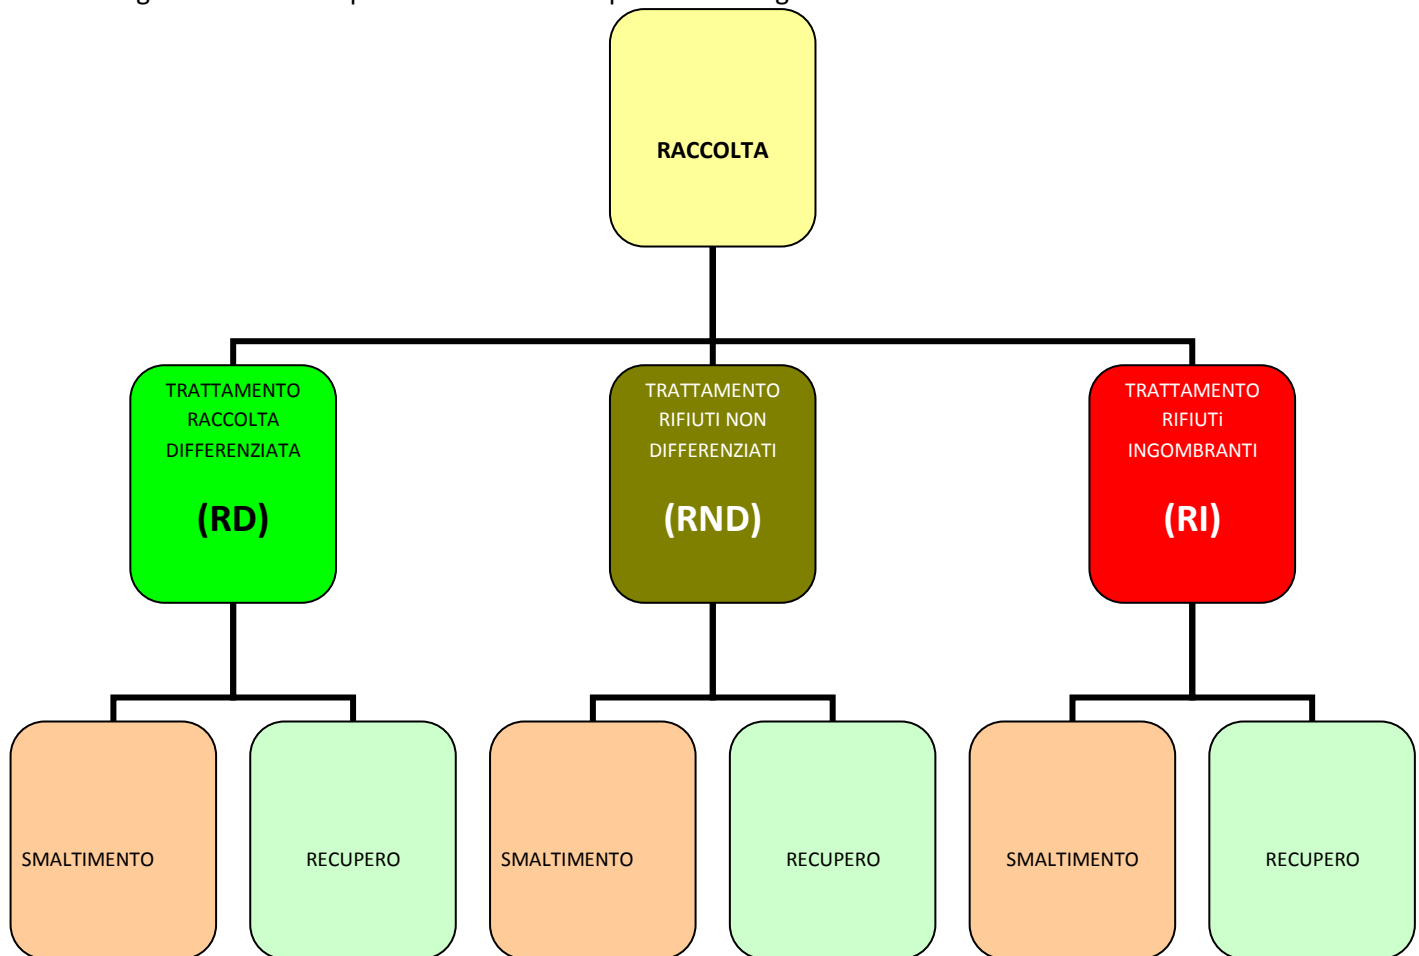 RACCOLTA
TRATTAMENTO
RACCOLTA
DIFFERENZIATA
(RD)
TRATTAMENTO
RIFIUTI NON
DIFFERENZIATI
(RND)
TRATTAMENTO
RIFIUTi
INGOMBRANTI
(RI)
SMALTIMENTO
RECUPERO
SMALTIMENTO
RECUPERO
SMALTIMENTO
RECUPERO